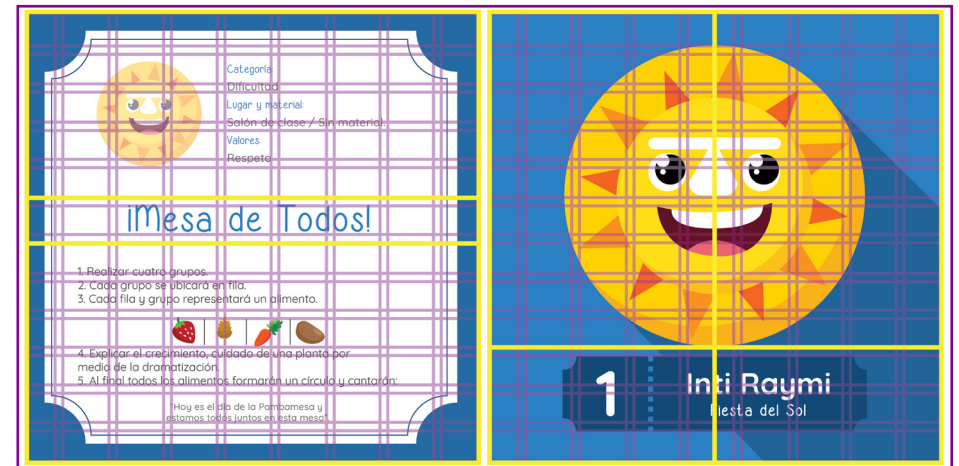 Categoría
Dificultad
Lugar y material:
Salón de clase / Sin material.
Valores
Respeto
¡Mesa de Todos!
1. Realizar cuatro grupos.
2. Cada grupo se ubicará en fila.
3. Cada fila y grupo representará un alimento.
4. Explicar el crecimiento, cuidado de una planta por
medio de la dramatización.
5. Al final todos los alimentos formarán un círculo y cantarán:
"Hoy es el día de la Pambamesa y
estamos todos juntos en esta mesa"
1
Inti Raymi
Fiesta del Sol